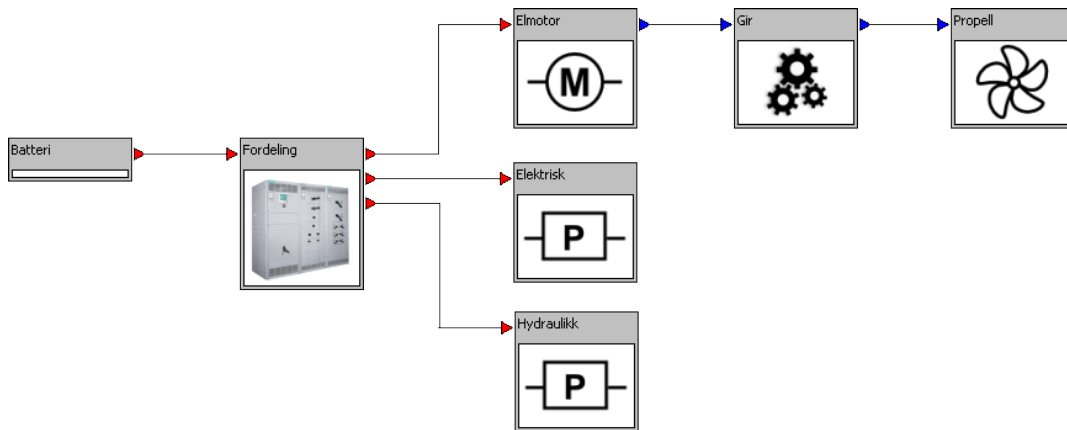 Elmotor
Gir
Propell
M
Batteri
Fordeling
Elektrisk
P
Hydraulikk
P